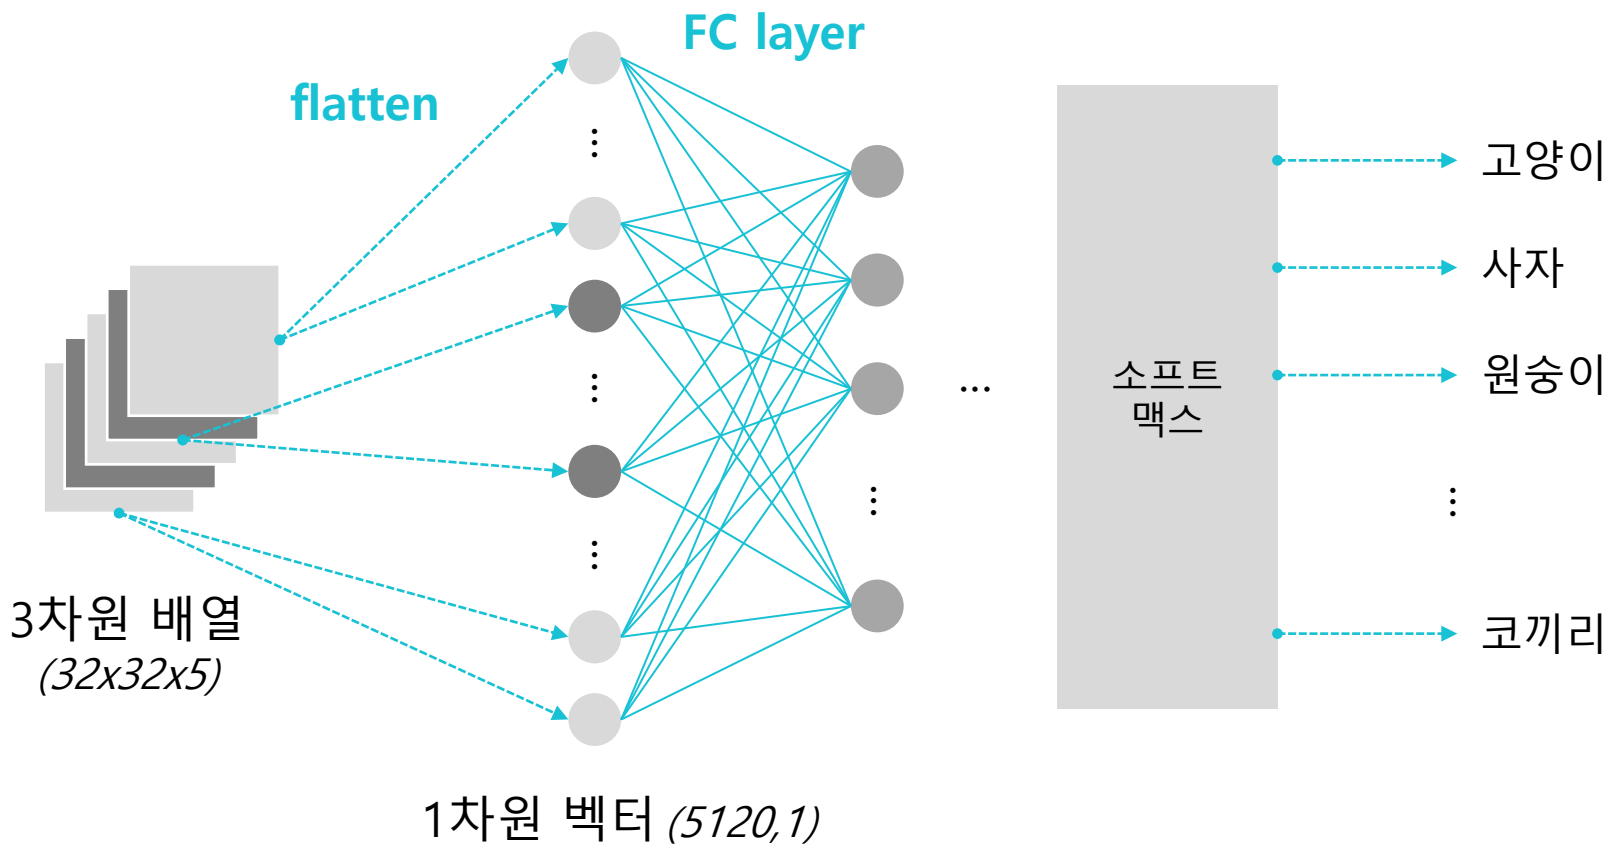 FC layer
flatten
고양이
사자
원숭이
소프트
맥스
...
코끼리
3차원 배열
(32x32x5)
1차원 벡터 (5120,1)